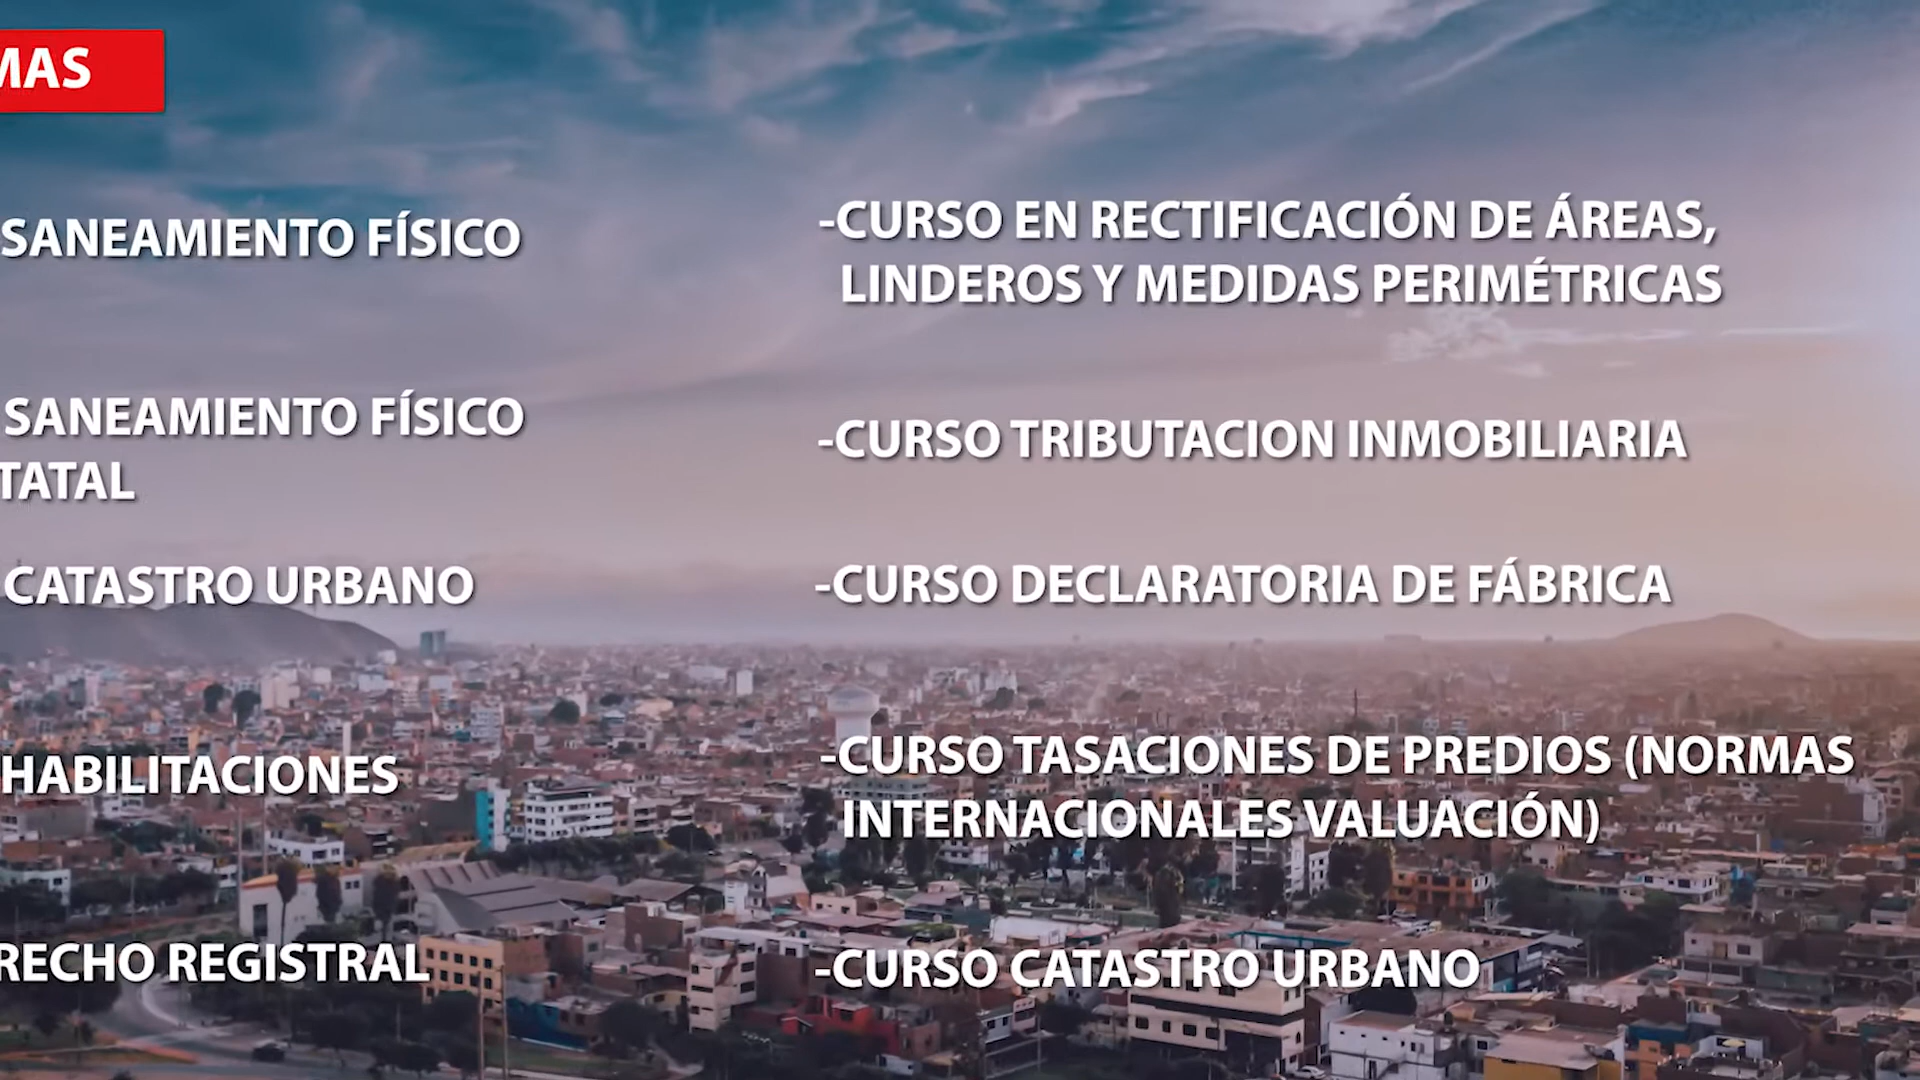 MAS
SANEAMIENTO FÍSICO
SANEAMIENTO FÍSICO
TATAL
CATASTRO URBANO
HABILITACIONES
RECHO REGISTRAL
-CURSO EN RECTIFICACIÓN DE ÁREAS,
LINDEROS Y MEDIDAS PERIMÉTRICAS
-CURSO TRIBUTACION INMOBILIARIA
-CURSO DECLARATORIA DE FÁBRICA
-CURSO TASACIONES DE PREDIOS (NORMAS
INTERNACIONALES VALUACIÓN)
-CURSO CATASTRO URBANO